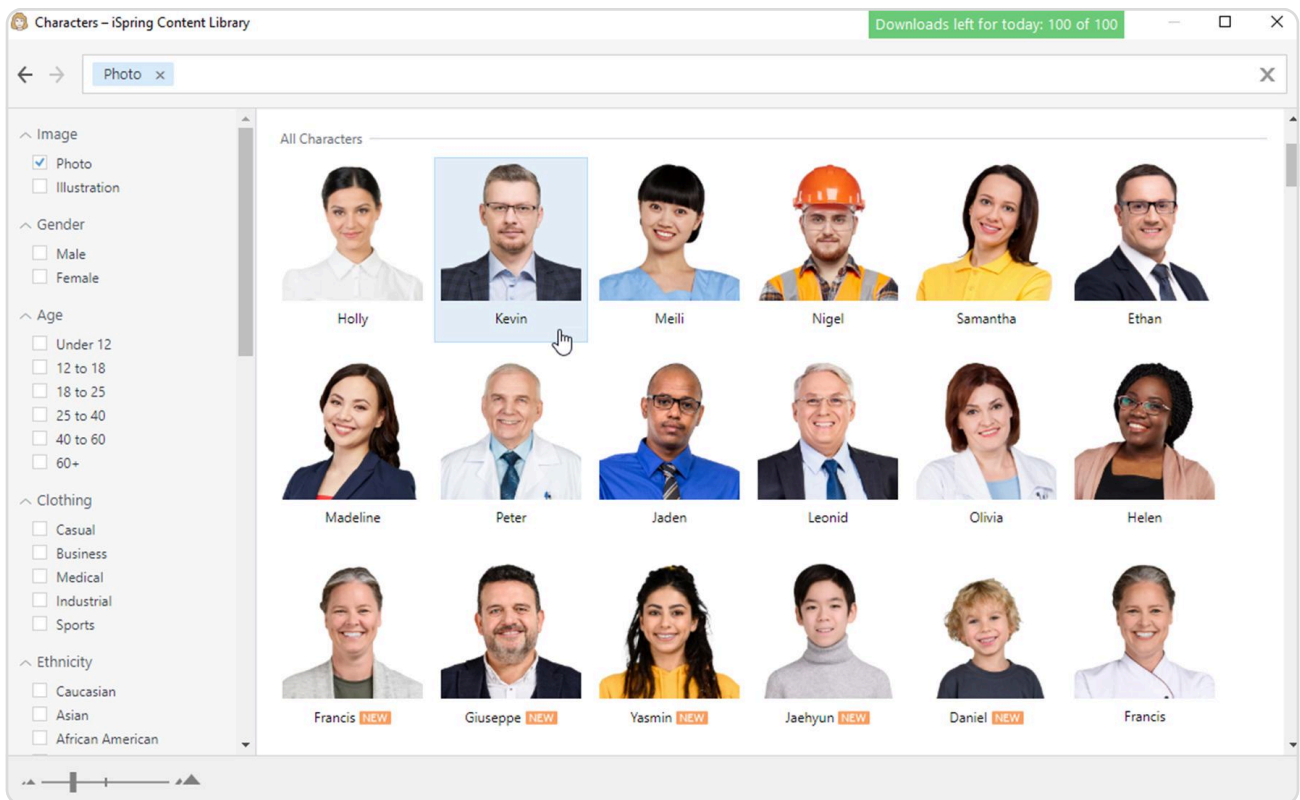 Characters – iSpring Content Library
Downloads left for today: 100 of 100
Photo
Image
Photo
Illustration
Gender
Male
Female
Age
Under 12
12 to 18
18 to 25
25 to 40
40 to 60
60+
Clothing
Casual
Business
Medical
Industrial
Sports
Ethnicity
Caucasian
Asian
African American
All Characters
Holly Kevin Meili Nigel Samantha Ethan
Madeline Peter Jaden Leonid Olivia Helen
Francis NEW Giuseppe NEW Yasmin NEW Jaehyun NEW Daniel NEW Francis